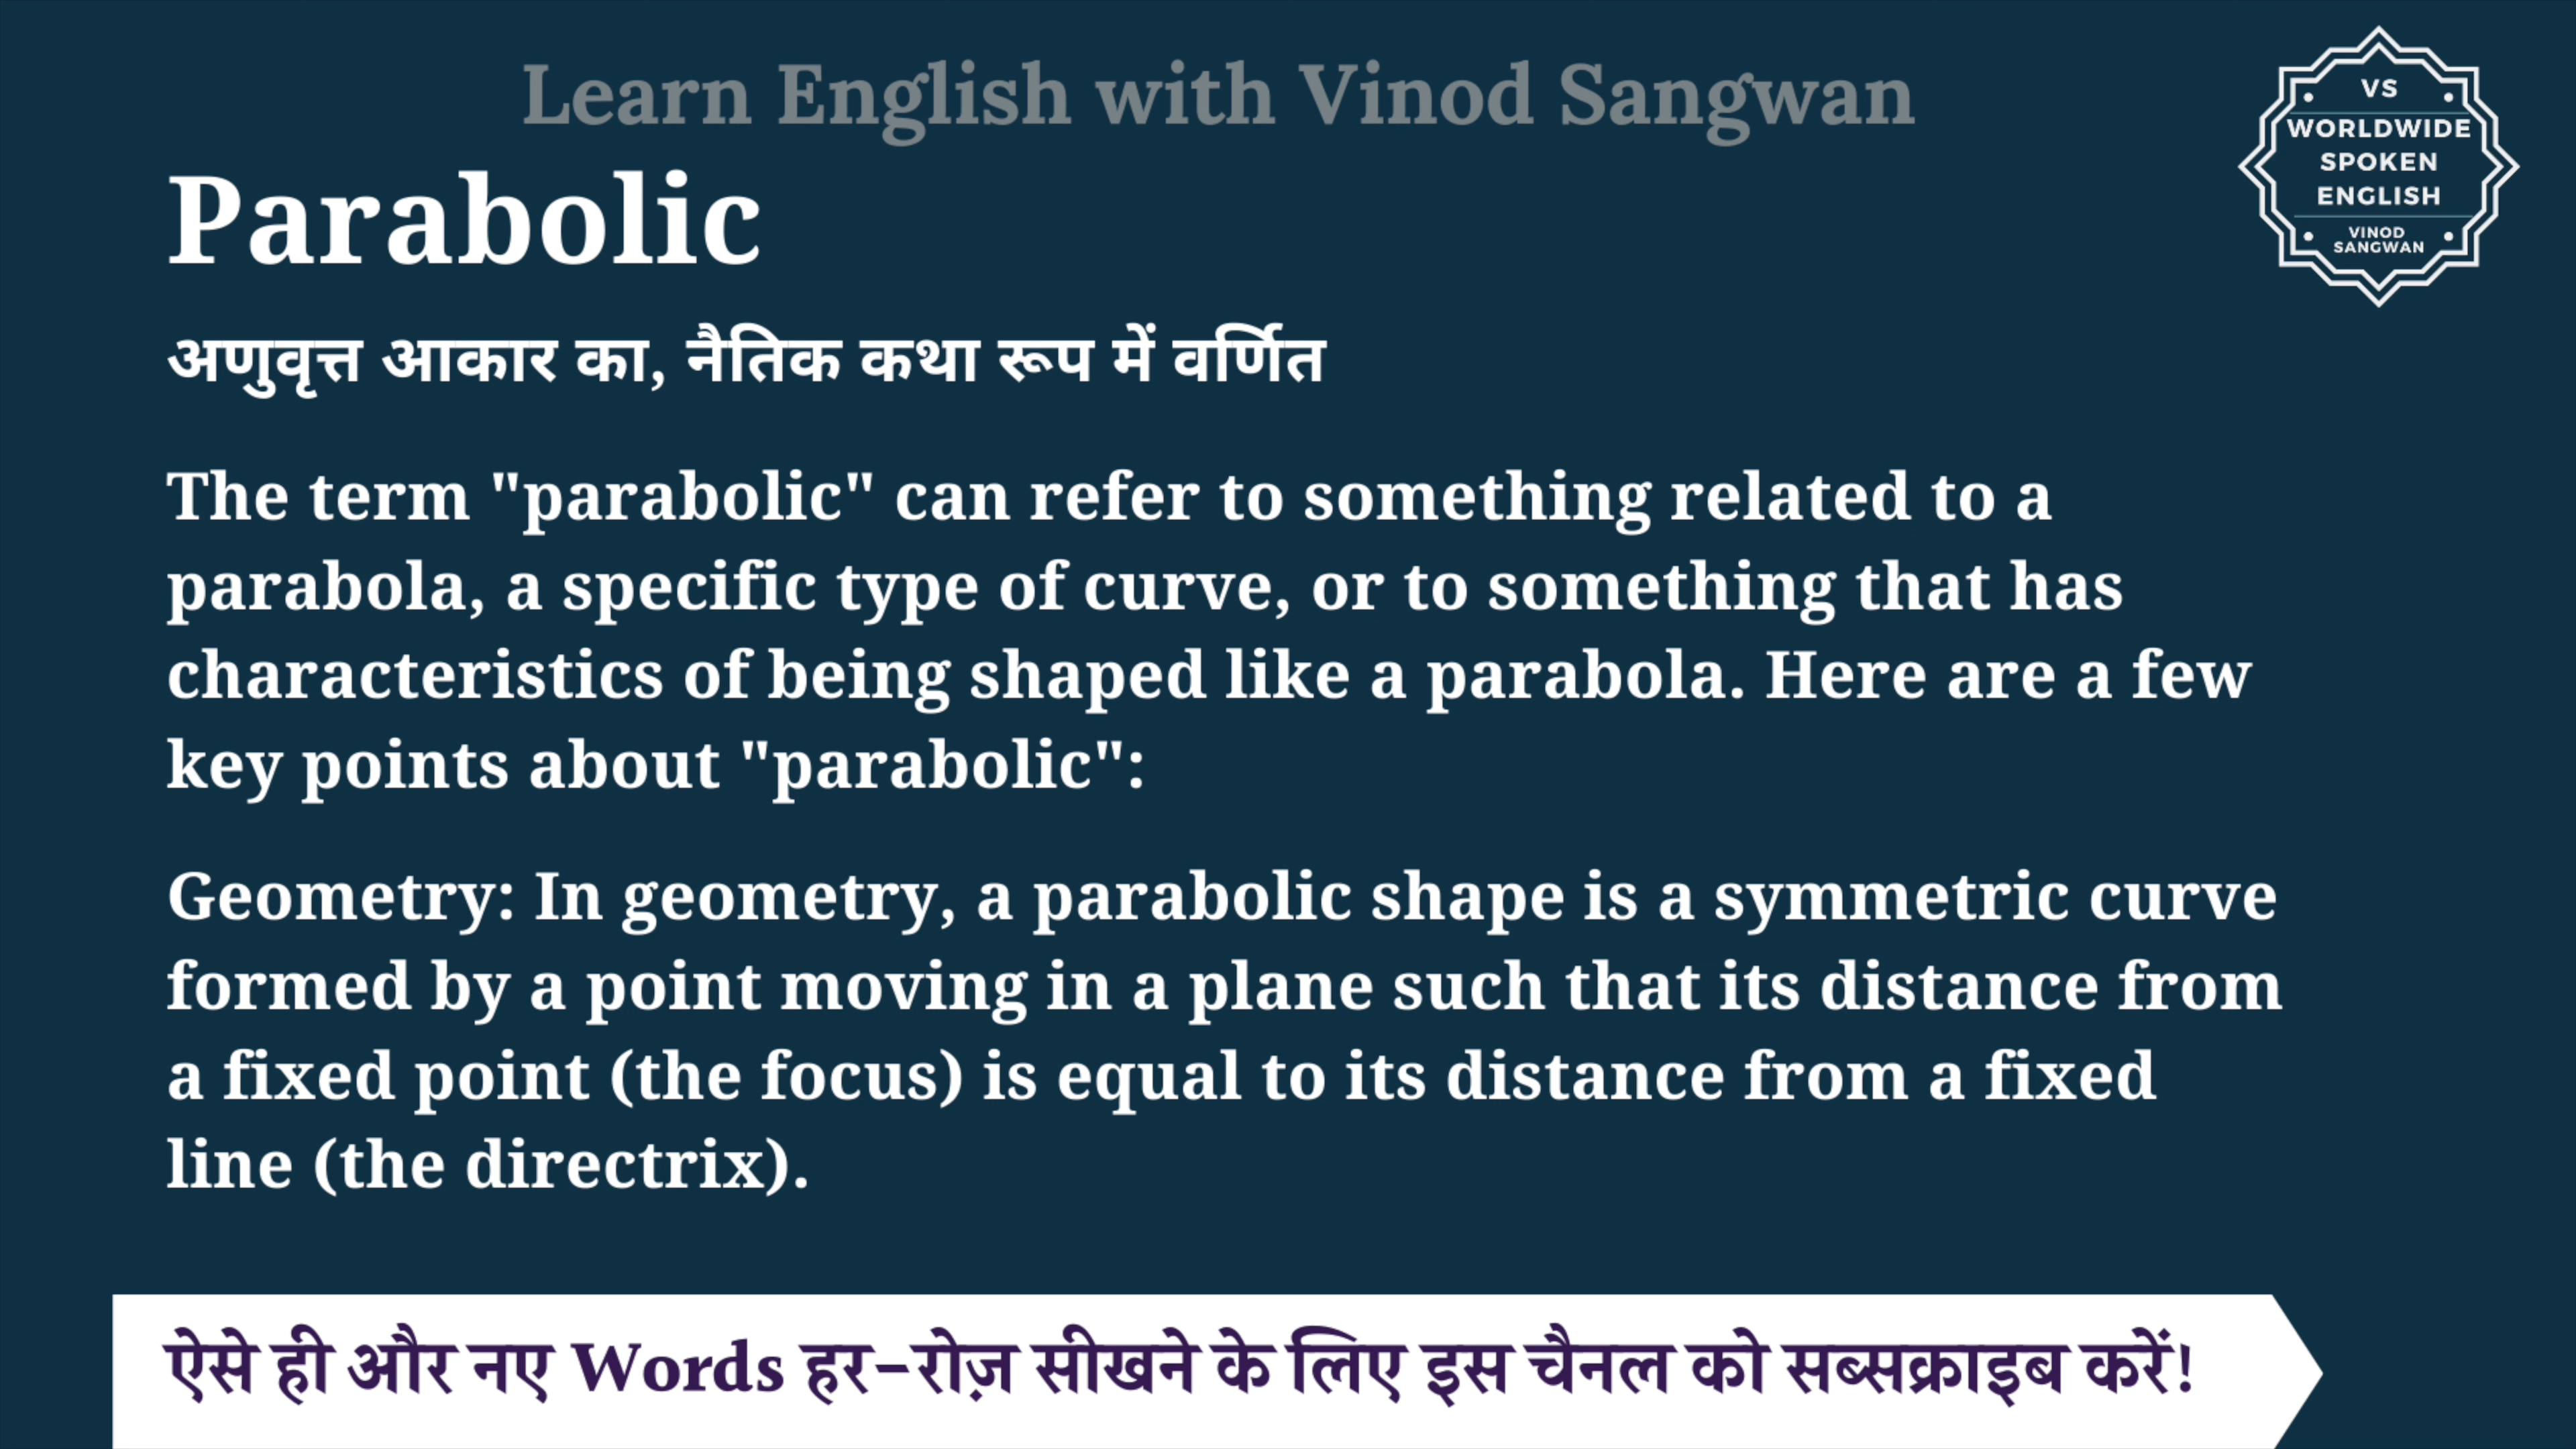 Learn English with Vinod Sangwan
VS
WORLDWIDE
SPOKEN
ENGLISH
VINOD
SANGWAN
Parabolic
अणुवृत्त आकार का, नैतिक कथा रूप में वर्णित
The term "parabolic" can refer to something related to a
parabola, a specific type of curve, or to something that has
characteristics of being shaped like a parabola. Here are a few
key points about "parabolic":
Geometry: In geometry, a parabolic shape is a symmetric curve
formed by a point moving in a plane such that its distance from
a fixed point (the focus) is equal to its distance from a fixed
line (the directrix).
ऐसे ही और नए Words हर-रोज़ सीखने के लिए इस चैनल को सब्सक्राइब करें!